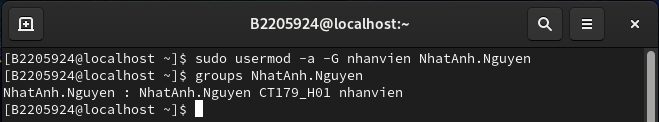 B2205924@localhost:~
[B2205924@localhost ~]$ sudo usermod -a -G nhanvien NhatAnh.Nguyen
[B2205924@localhost ~]$ groups NhatAnh.Nguyen
NhatAnh.Nguyen : NhatAnh.Nguyen CT179_H01 nhanvien
[B2205924@localhost ~]$